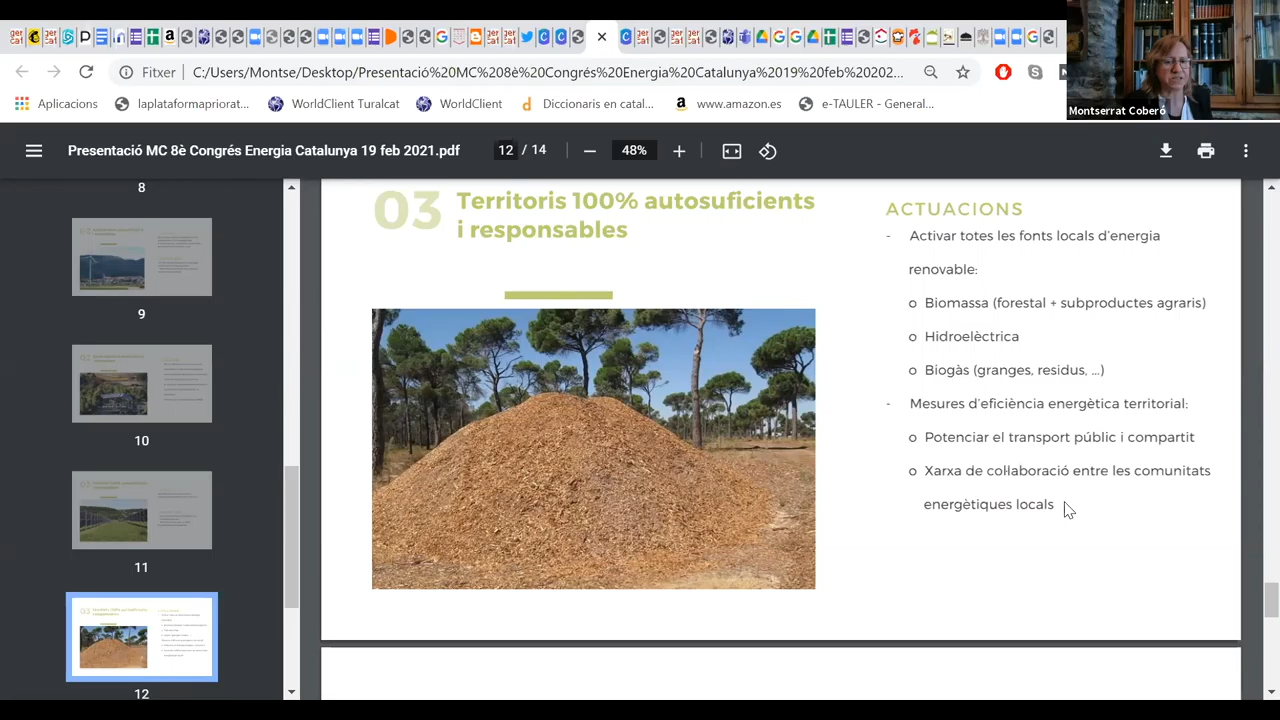 Fitxer
C:/Users/Montse/Desktop/Presentació%20MC%208è%20Congrés%20Energia%20Catalunya%2019%20feb%20202...
Montserrat Coberó
Aplicacions
laplataformapriorat...
WorldClient Turalcat
WorldClient
Diccionaris en catal...
www.amazon.es
e-TAULER - General...
Presentació MC 8è Congrés Energia Catalunya 19 feb 2021.pdf
12 / 14
48%
8
9
10
11
12
03
Territoris 100% autosuficients
i responsables
ACTUACIONS
- Activar totes les fonts locals d'energia
renovable:
o Biomassa (forestal + subproductes agraris)
o Hidroelèctrica
o Biogàs (granges, residus, ...)
- Mesures d'eficiència energètica territorial:
o Potenciar el transport públic i compartit
o Xarxa de col·laboració entre les comunitats
energètiques locals